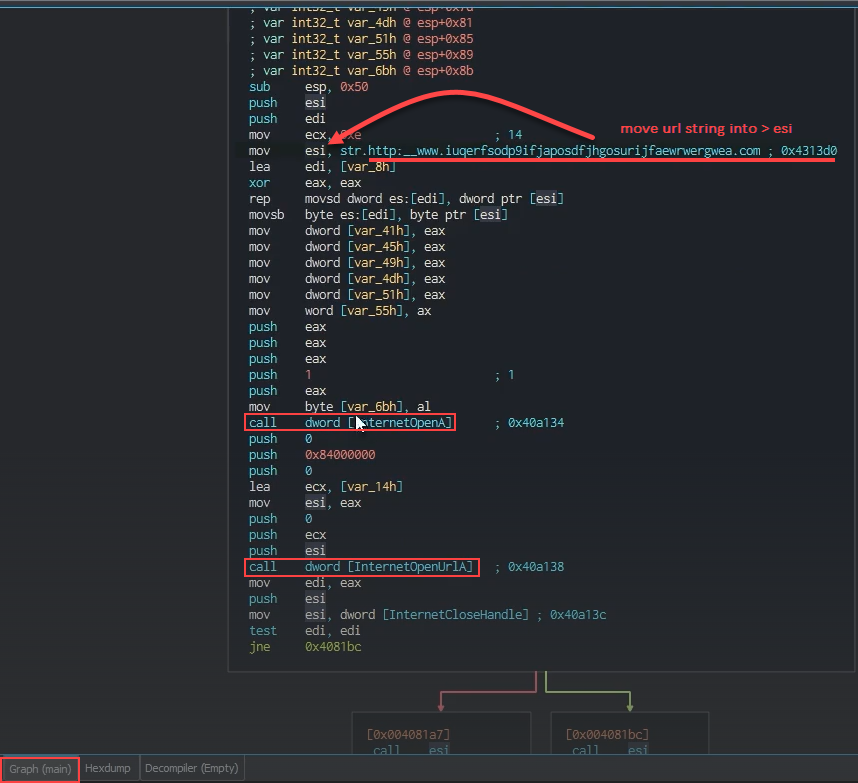 ; var int32_t var_49h @ esp+0x7d
; var int32_t var_4dh @ esp+0x81
; var int32_t var_51h @ esp+0x85
; var int32_t var_55h @ esp+0x89
; var int32_t var_6bh @ esp+0x8b
sub esp, 0x50
push esi
push edi
mov ecx, 0xe ; 14
move url string into > esi
mov esi, str.http:__www.iuqerfsodp9ifjaposdfjhgosurijfaewrwergwea.com ; 0x4313d0
lea edi, [var_8h]
xor eax, eax
rep movsd dword es:[edi], dword ptr [esi]
movsb byte es:[edi], byte ptr [esi]
mov dword [var_41h], eax
mov dword [var_45h], eax
mov dword [var_49h], eax
mov dword [var_4dh], eax
mov dword [var_51h], eax
mov word [var_55h], ax
push eax
push eax
push eax
push 1 ; 1
push eax
mov byte [var_6bh], al
call dword [InternetOpenA] ; 0x40a134
push 0
push 0x84000000
push 0
lea ecx, [var_14h]
mov esi, eax
push 0
push ecx
push esi
call dword [InternetOpenUrlA] ; 0x40a138
mov edi, eax
push esi
mov esi, dword [InternetCloseHandle] ; 0x40a13c
test edi, edi
jne 0x4081bc
[0x004081a7] [0x004081bc]
call esi call esi
Graph (main) Hexdump Decompiler (Empty)